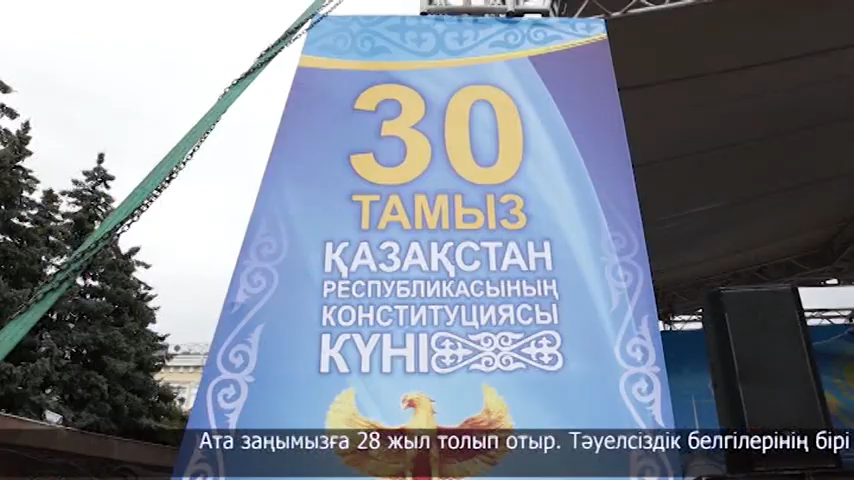 30
ТАМЫЗ
ҚАЗАҚСТАН
РЕСПУБЛИКАСЫНЫҢ
КОНСТИТУЦИЯСЫ
КҮНІ
Ата заңымызға 28 жыл толып отыр. Тәуелсіздік белгілерінің бірі